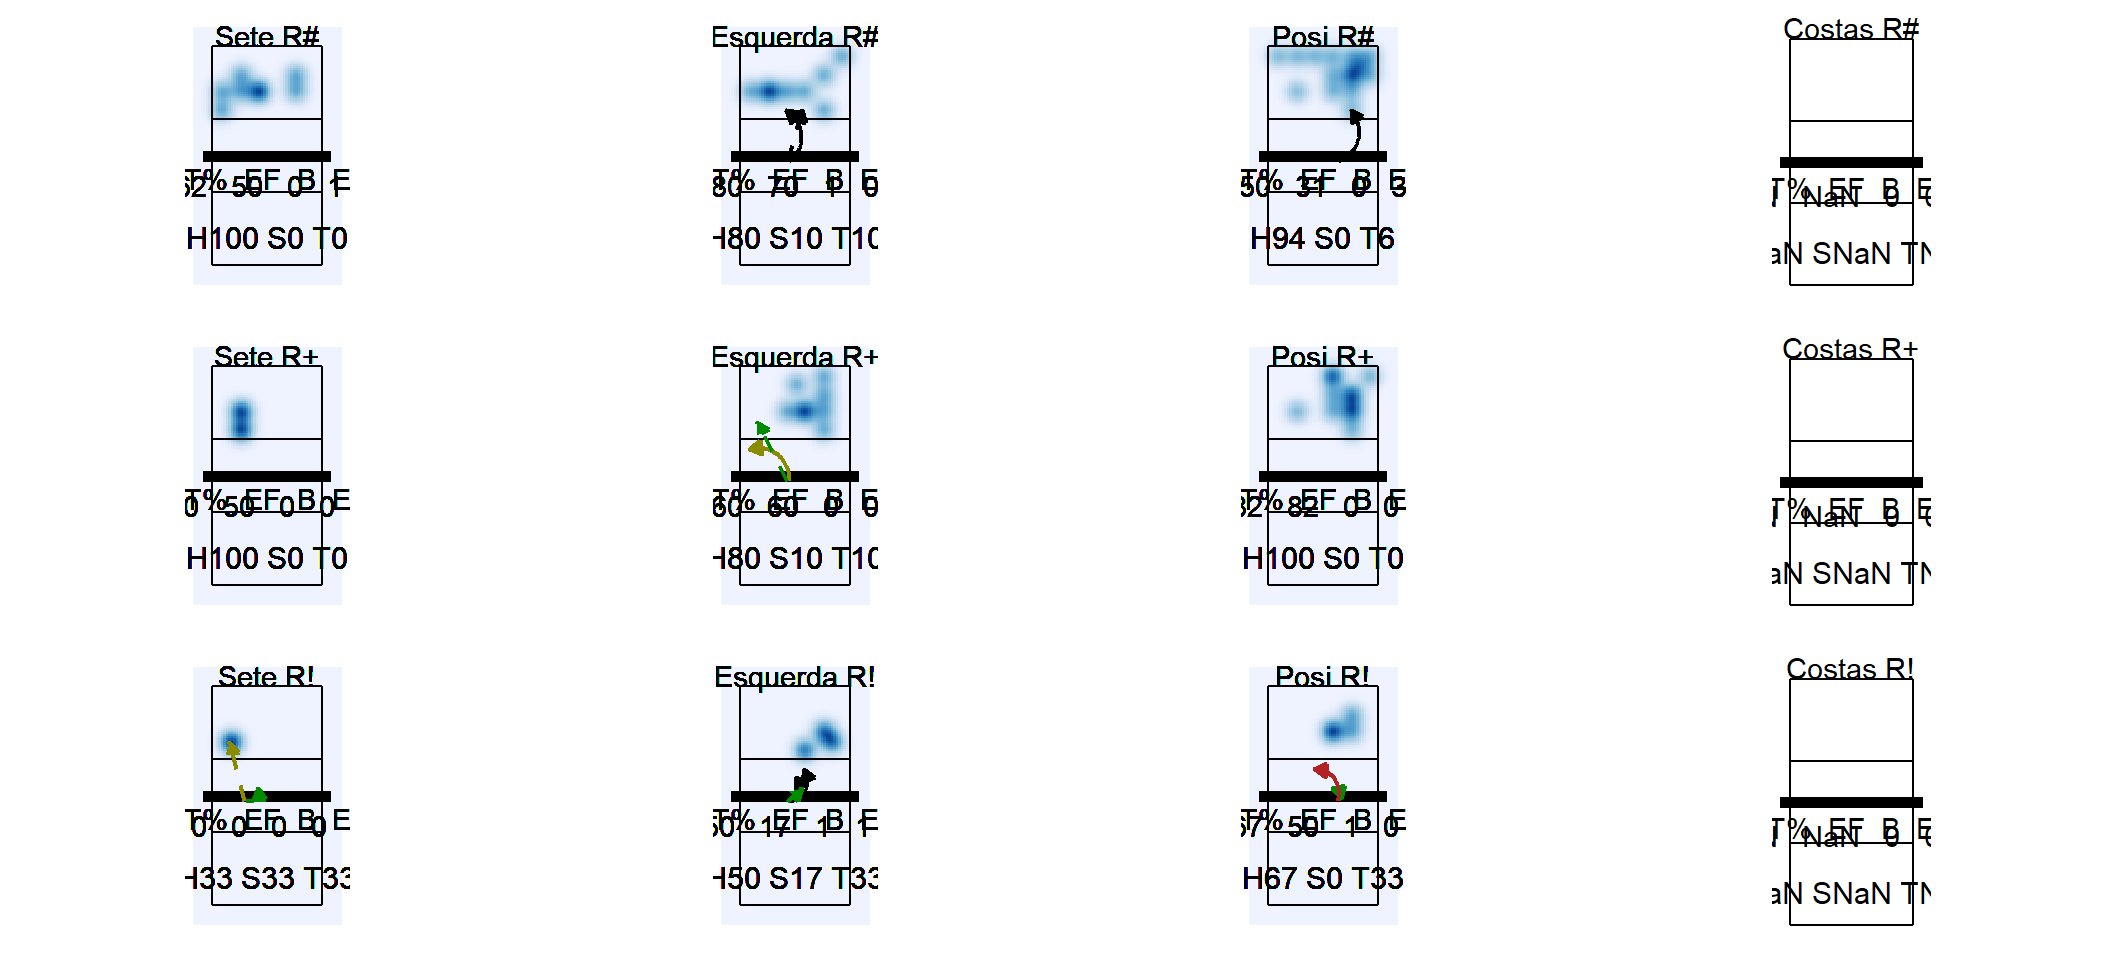 Sete R#
Esquerda R#
Posi R#
Costas R#
T% EF B E
50 0 1
T% EF B E
80 70 1 0
T% EF B E
50 31 0 3
T% EF B E
NaN 0
H100 S0 T0
H80 S10 T10
H94 S0 T6
aN SNaN TN
Sete R+
Esquerda R+
Posi R+
Costas R+
T% EF B E
0 50 0 0
T% EF B E
60 60 0 0
T% EF B E
82 82 0 0
T% EF B E
NaN 0
H100 S0 T0
H80 S10 T10
H100 S0 T0
aN SNaN TN
Sete R!
Esquerda R!
Posi R!
Costas R!
T% EF B E
0 0 0 0
T% EF B E
50 17 1 1
T% EF B E
67 50 1 0
T% EF B E
NaN 0
H33 S33 T33
H50 S17 T33
H67 S0 T33
aN SNaN TN